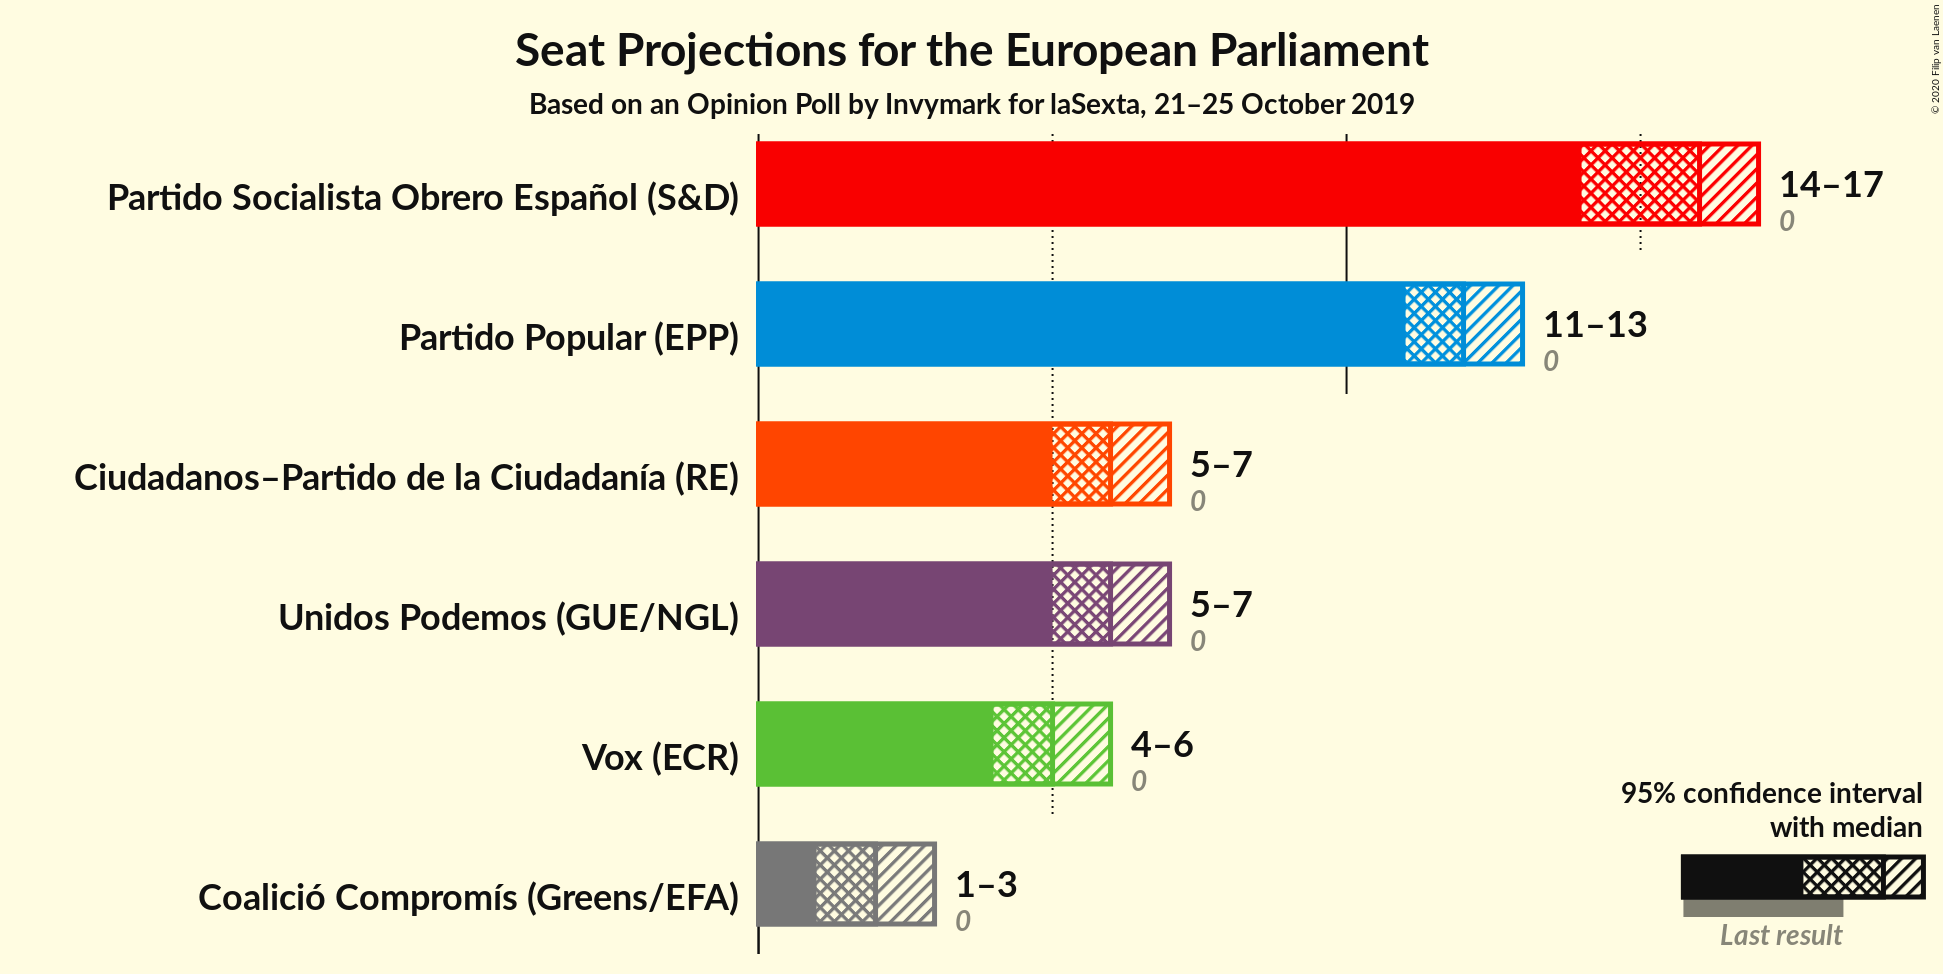 Seat Projections for the European Parliament
Based on an Opinion Poll by Invymark for laSexta, 21–25 October 2019
© 2020 Filip van Laenen
Partido Socialista Obrero Español (S&D)
14–17
0
Partido Popular (EPP)
11–13
0
Ciudadanos–Partido de la Ciudadanía (RE)
5–7
0
Unidos Podemos (GUE/NGL)
5–7
0
Vox (ECR)
4–6
0
Coalició Compromís (Greens/EFA)
1–3
0
95% confidence interval
with median
Last result